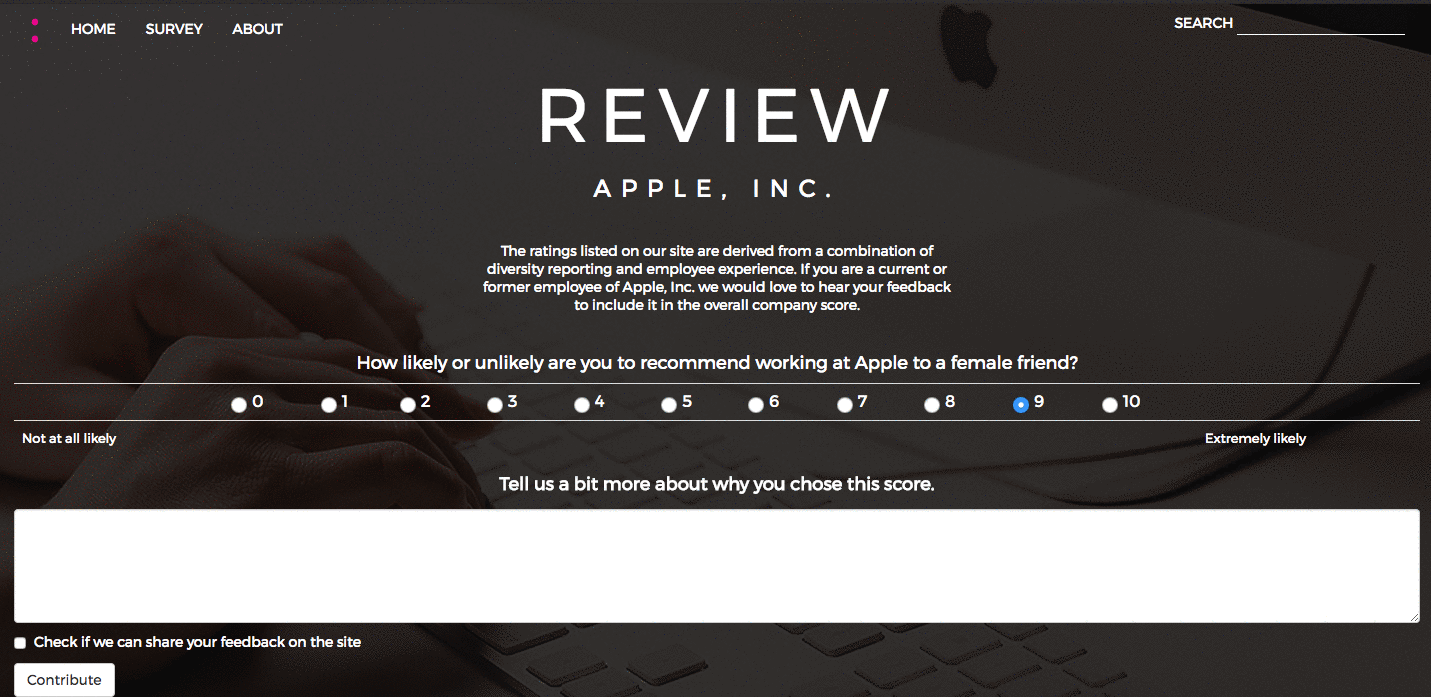 HOME SURVEY ABOUT SEARCH
REVIEW
APPLE, INC.
The ratings listed on our site are derived from a combination of
diversity reporting and employee experience. If you are a current or
former employee of Apple, Inc. we would love to hear your feedback
to include it in the overall company score.
How likely or unlikely are you to recommend working at Apple to a female friend?
0 1 2 3 4 5 6 7 8 9 10
Not at all likely Extremely likely
Tell us a bit more about why you chose this score.
Check if we can share your feedback on the site
Contribute